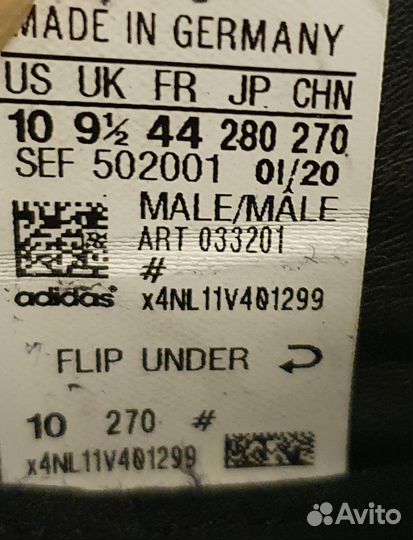 MADE IN GERMANY
US UK FR JP CHN
10 9½ 44 280 270
SEF 502001 01/20
MALE/MÂLE
ART 033201
#
adidas x4NL11V401299
FLIP UNDER
10 270 #
x4NL11V401299
Avito